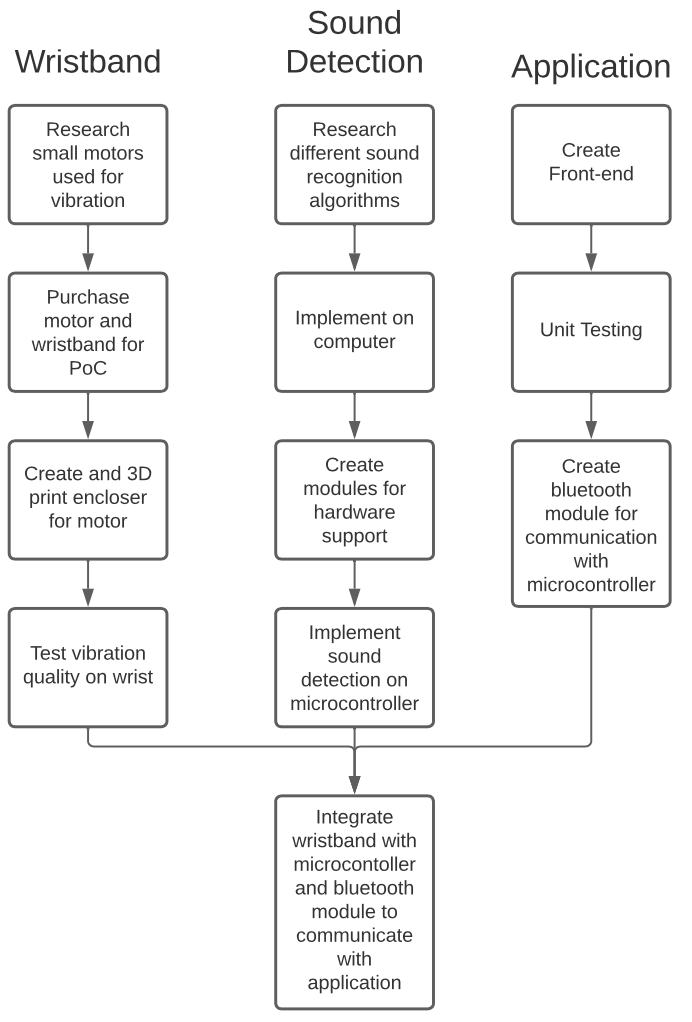 Wristband
Sound
Detection
Application
Research
small motors
used for
vibration
Purchase
motor and
wristband for
PoC
Create and 3D
print encloser
for motor
Test vibration
quality on wrist
Research
different sound
recognition
algorithms
Implement on
computer
Create
modules for
hardware
support
Implement
sound
detection on
microcontroller
Create
Front-end
Unit Testing
Create
bluetooth
module for
communication
with
microcontroller
Integrate
wristband with
microcontoller
and bluetooth
module to
communicate
with
application